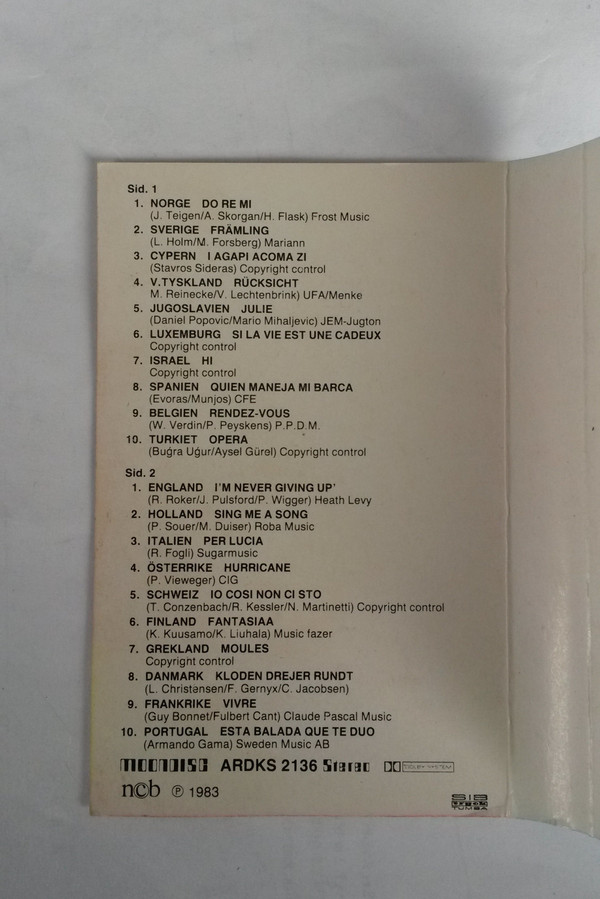 Sid. 1
1. NORGE DO RE MI
(J. Teigen/A. Skorgan/H. Flask) Frost Music
2. SVERIGE FRÄMLING
(L. Holm/M. Forsberg) Mariann
3. CYPERN I AGAPI ACOMA ZI
(Stavros Sideras) Copyright control
4. V.TYSKLAND RÜCKSICHT
M. Reinecke/V. Lechtenbrink) UFA/Menke
5. JUGOSLAVIEN JULIE
(Daniel Popovic/Mario Mihaljevic) JEM-Jugton
6. LUXEMBURG SI LA VIE EST UNE CADEUX
Copyright control
7. ISRAEL HI
Copyright control
8. SPANIEN QUIEN MANEJA MI BARCA
(Evoras/Munjos) CFE
9. BELGIEN RENDEZ-VOUS
(W. Verdin/P. Peyskens) P.P.D.M.
10. TURKIET OPERA
(Buğra Uğur/Aysel Gürel) Copyright control
Sid. 2
1. ENGLAND I'M NEVER GIVING UP'
(R. Roker/J. Pulsford/P. Wigger) Heath Levy
2. HOLLAND SING ME A SONG
(P. Souer/M. Duiser) Roba Music
3. ITALIEN PER LUCIA
(R. Fogli) Sugarmusic
4. ÖSTERRIKE HURRICANE
(P. Vieweger) CIG
5. SCHWEIZ IO COSI NON CI STO
(T. Conzenbach/R. Kessler/N. Martinetti) Copyright control
6. FINLAND FANTASIAA
(K. Kuusamo/K. Liuhala) Music fazer
7. GREKLAND MOULES
Copyright control
8. DANMARK KLODEN DREJER RUNDT
(L. Christensen/F. Gernyx/C. Jacobsen)
9. FRANKRIKE VIVRE
(Guy Bonnet/Fulbert Cant) Claude Pascal Music
10. PORTUGAL ESTA BALADA QUE TE DUO
(Armando Gama) Sweden Music AB
MOONDISC ARDKS 2136 Stereo DOLBY SYSTEM
ncb ℗ 1983
SIB
TUMBA